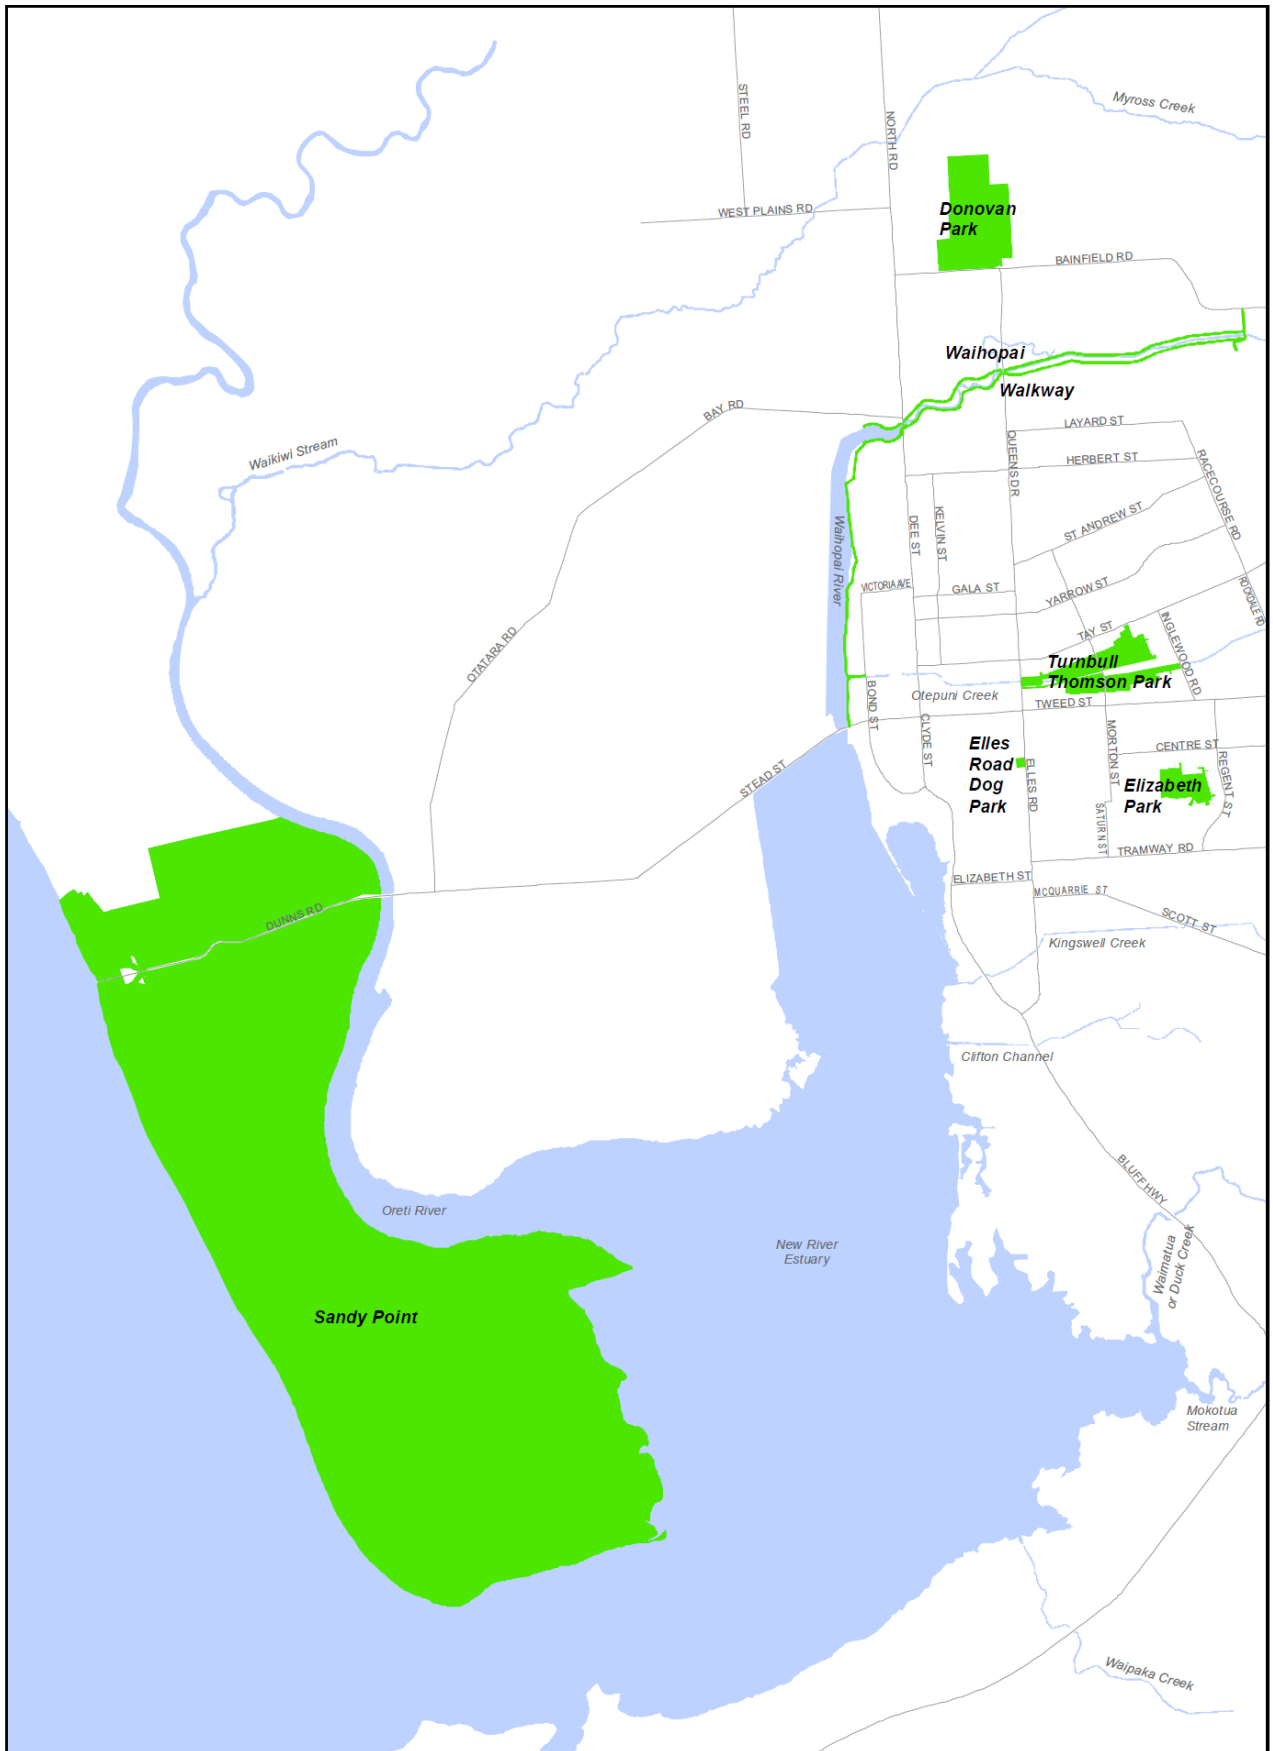 Myross Creek
STEEL RD
NORTH RD
WEST PLAINS RD
Donovan
Park
BAINFIELD RD
Waihopai
Walkway
BAY RD
LAYARD ST
Waikiwi Stream
HERBERT ST
QUEENS DR
RACECOURSE RD
Waihopai River
DEE ST
KELVIN ST
ST ANDREW ST
VICTORIA AVE
GALA ST
YARROW ST
ROCKDALE RD
OTATARA RD
TAY ST
INGLEWOOD RD
Turnbull
Thomson Park
Otepuni Creek
BOND ST
TWEED ST
CLYDE ST
MORTON ST
CENTRE ST
REGENT ST
Elles
Road
Dog
Park
ELLES RD
STEAD ST
Elizabeth
Park
SATURN ST
TRAMWAY RD
ELIZABETH ST
MCQUARRIE ST
SCOTT ST
DUNNS RD
Kingswell Creek
Clifton Channel
BLUFF HWY
Oreti River
New River
Estuary
Waimatua
or Duck Creek
Sandy Point
Mokotua
Stream
Waipaka Creek